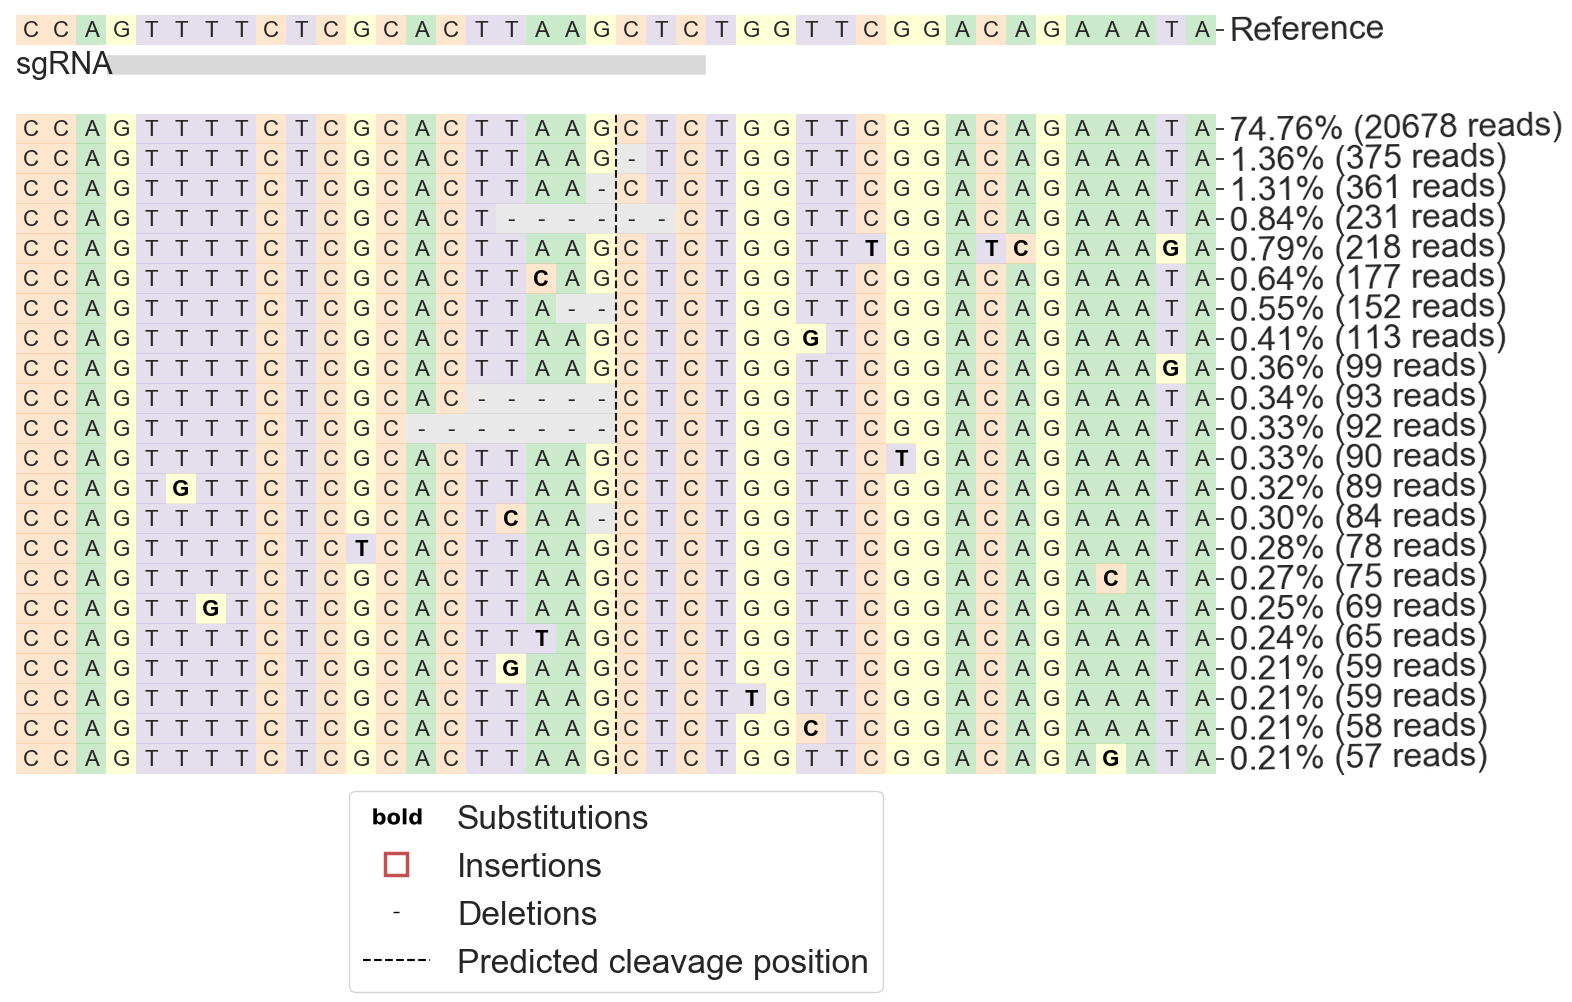 C C A G T T T T C T C G C A C T T A A G C T C T G G T T C G G A C A G A A A T A Reference
sgRNA
C C A G T T T T C T C G C A C T T A A G C T C T G G T T C G G A C A G A A A T A 74.76% (20678 reads)
C C A G T T T T C T C G C A C T T A A G - T C T G G T T C G G A C A G A A A T A 1.36% (375 reads)
C C A G T T T T C T C G C A C T T A A - C T C T G G T T C G G A C A G A A A T A 1.31% (361 reads)
C C A G T T T T C T C G C A C T - - - - - - C T G G T T C G G A C A G A A A T A 0.84% (231 reads)
C C A G T T T T C T C G C A C T T A A G C T C T G G T T T G G A T C G A A A G A 0.79% (218 reads)
C C A G T T T T C T C G C A C T T C A G C T C T G G T T C G G A C A G A A A T A 0.64% (177 reads)
C C A G T T T T C T C G C A C T T A - - C T C T G G T T C G G A C A G A A A T A 0.55% (152 reads)
C C A G T T T T C T C G C A C T T A A G C T C T G G G T C G G A C A G A A A T A 0.41% (113 reads)
C C A G T T T T C T C G C A C T T A A G C T C T G G T T C G G A C A G A A A G A 0.36% (99 reads)
C C A G T T T T C T C G C A C - - - - - C T C T G G T T C G G A C A G A A A T A 0.34% (93 reads)
C C A G T T T T C T C G C - - - - - - - C T C T G G T T C G G A C A G A A A T A 0.33% (92 reads)
C C A G T T T T C T C G C A C T T A A G C T C T G G T T C T G A C A G A A A T A 0.33% (90 reads)
C C A G T G T T C T C G C A C T T A A G C T C T G G T T C G G A C A G A A A T A 0.32% (89 reads)
C C A G T T T T C T C G C A C T C A A - C T C T G G T T C G G A C A G A A A T A 0.30% (84 reads)
C C A G T T T T C T C T C A C T T A A G C T C T G G T T C G G A C A G A A A T A 0.28% (78 reads)
C C A G T T T T C T C G C A C T T A A G C T C T G G T T C G G A C A G A C A T A 0.27% (75 reads)
C C A G T T G T C T C G C A C T T A A G C T C T G G T T C G G A C A G A A A T A 0.25% (69 reads)
C C A G T T T T C T C G C A C T T T A G C T C T G G T T C G G A C A G A A A T A 0.24% (65 reads)
C C A G T T T T C T C G C A C T G A A G C T C T G G T T C G G A C A G A A A T A 0.21% (59 reads)
C C A G T T T T C T C G C A C T T A A G C T C T T G T T C G G A C A G A A A T A 0.21% (59 reads)
C C A G T T T T C T C G C A C T T A A G C T C T G G C T C G G A C A G A A A T A 0.21% (58 reads)
C C A G T T T T C T C G C A C T T A A G C T C T G G T T C G G A C A G A G A T A 0.21% (57 reads)
bold Substitutions
Insertions
- Deletions
Predicted cleavage position